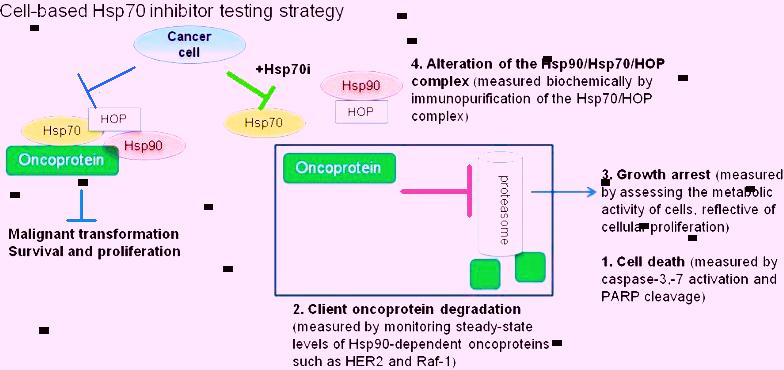 Cell-based Hsp70 inhibitor testing strategy
Cancer
cell
+Hsp70i
Hsp70
HOP
Hsp90
Oncoprotein
Malignant transformation
Survival and proliferation
Hsp70
Hsp90
HOP
4. Alteration of the Hsp90/Hsp70/HOP
complex (measured biochemically by
immunopurification of the Hsp70/HOP
complex)
Oncoprotein
proteasome
3. Growth arrest (measured
by assessing the metabolic
activity of cells, reflective of
cellular proliferation)
1. Cell death (measured by
caspase-3,-7 activation and
PARP cleavage)
2. Client oncoprotein degradation
(measured by monitoring steady-state
levels of Hsp90-dependent oncoproteins
such as HER2 and Raf-1)